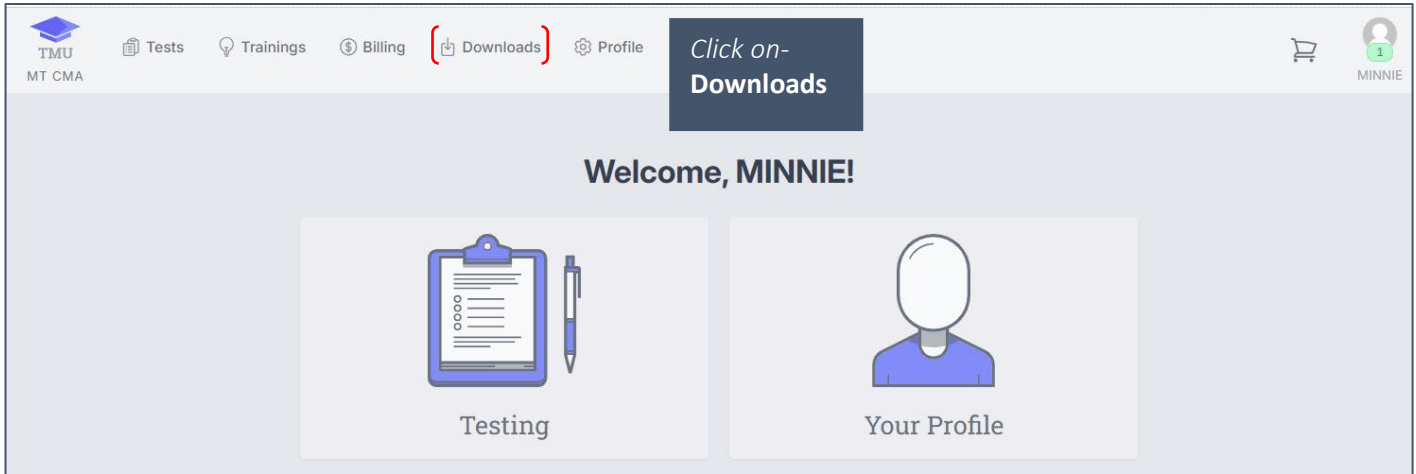 TMU
MT CMA
Tests
Trainings
Billing
Downloads
Profile
Click on-
Downloads
1
MINNIE
Welcome, MINNIE!
Testing
Your Profile